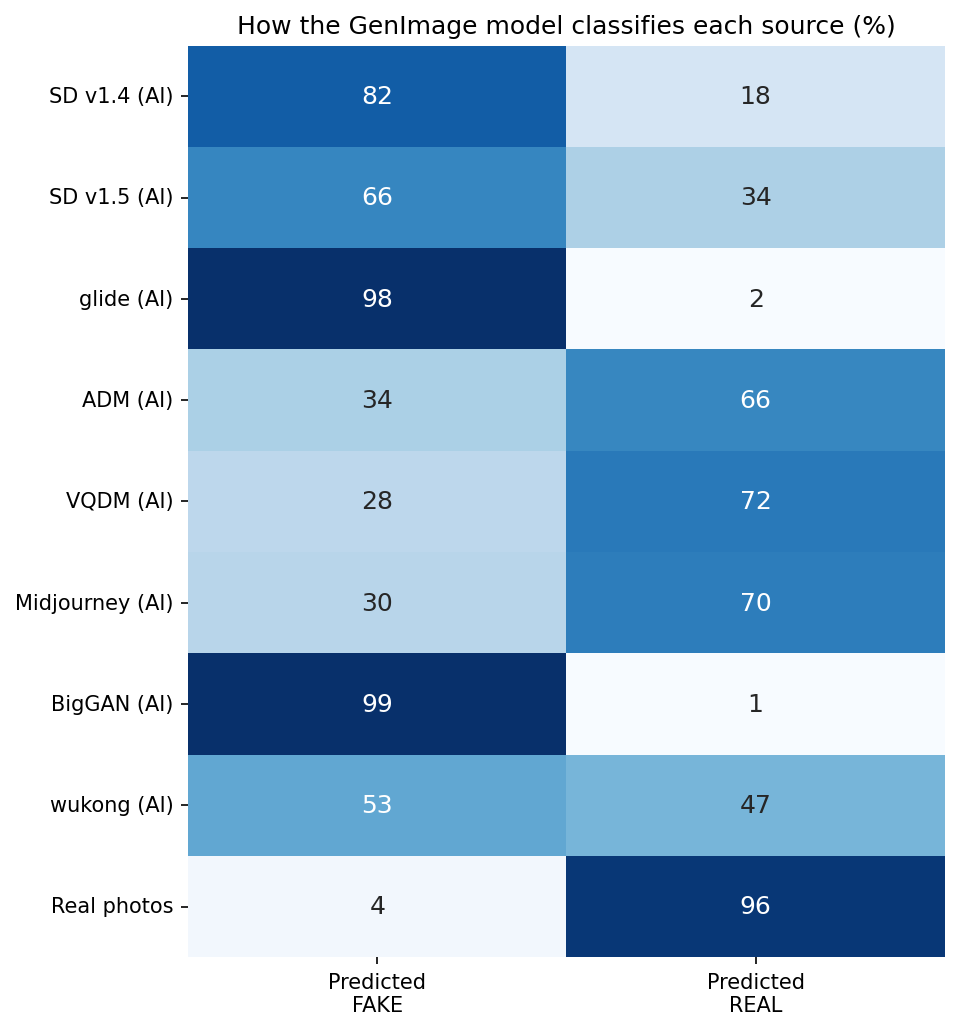 How the GenImage model classifies each source (%)
SD v1.4 (AI) 82 18
SD v1.5 (AI) 66 34
glide (AI) 98 2
ADM (AI) 34 66
VQDM (AI) 28 72
Midjourney (AI) 30 70
BigGAN (AI) 99 1
wukong (AI) 53 47
Real photos 4 96
Predicted Predicted
FAKE REAL